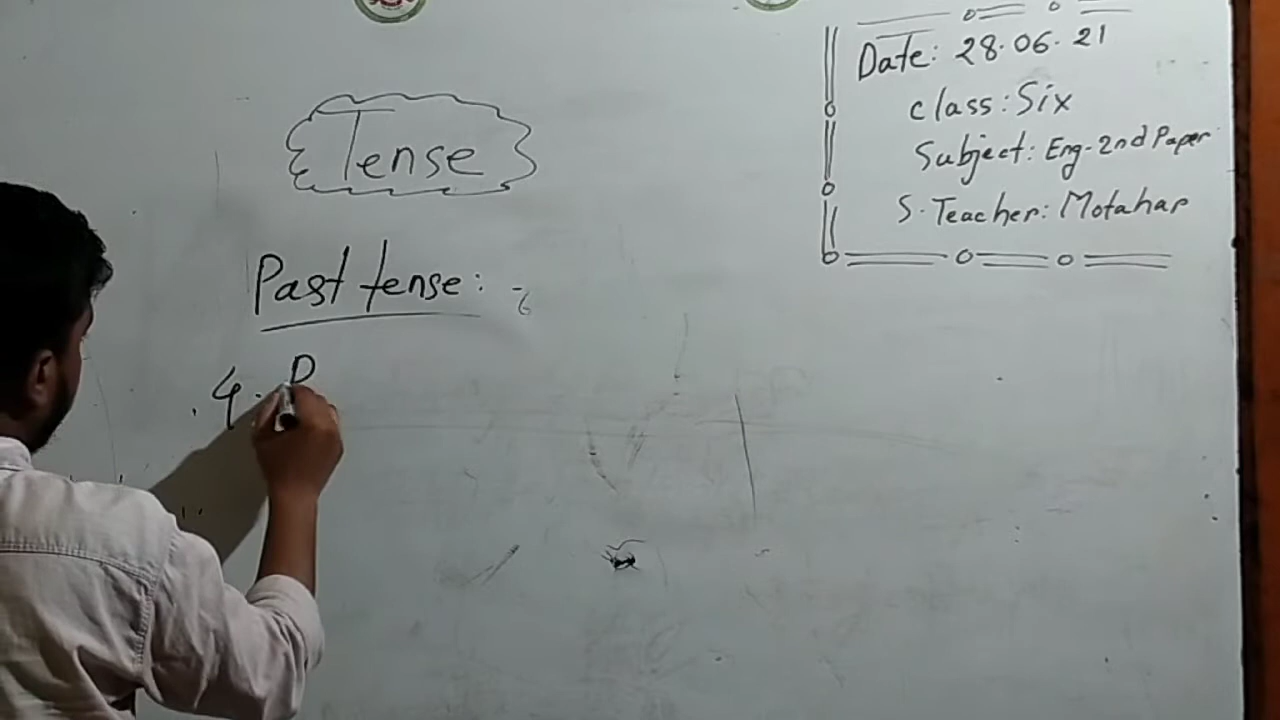 Tense
Date: 28.06.21
class: Six
Subject: Eng-2nd Paper
S. Teacher: Motahar
Past tense: -
4. P